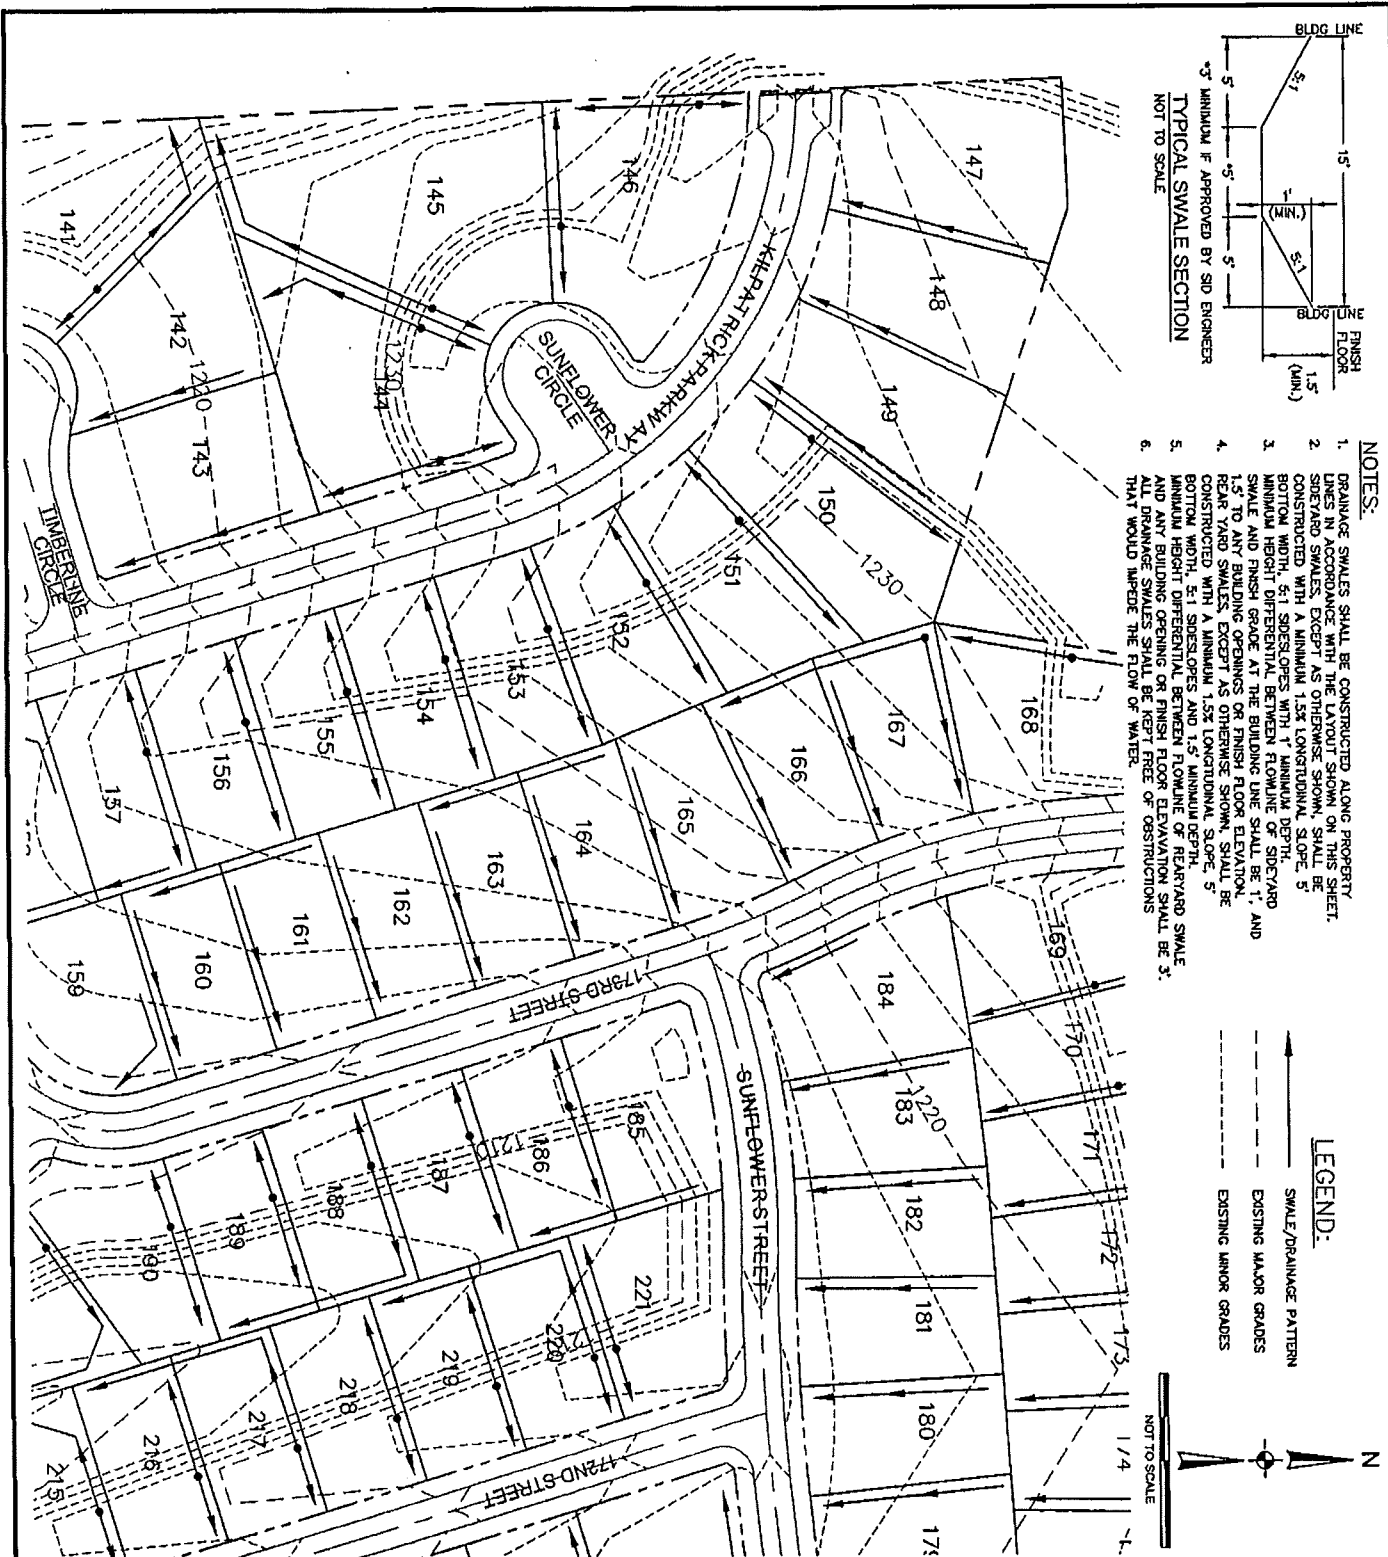 BLDG LINE
15'
BLDG LINE
FINISH
FLOOR
5:1
5:1
1'
(MIN.)
1.5'
(MIN.)
5'
*5'
5'
*3' MINIMUM IF APPROVED BY SID ENGINEER
TYPICAL SWALE SECTION
NOT TO SCALE
NOTES:
1. DRAINAGE SWALES SHALL BE CONSTRUCTED ALONG PROPERTY
LINES IN ACCORDANCE WITH THE LAYOUT SHOWN ON THIS SHEET.
2. SIDEYARD SWALES, EXCEPT AS OTHERWISE SHOWN, SHALL BE
CONSTRUCTED WITH A MINIMUM 1.5% LONGITUDINAL SLOPE, 5'
BOTTOM WIDTH, 5:1 SIDESLOPES WITH 1' MINIMUM DEPTH.
3. MINIMUM HEIGHT DIFFERENTIAL BETWEEN FLOWLINE OF SIDEYARD
SWALE AND FINISH GRADE AT THE BUILDING LINE SHALL BE 1', AND
1.5' TO ANY BUILDING OPENINGS OR FINISH FLOOR ELEVATION.
4. REAR YARD SWALES, EXCEPT AS OTHERWISE SHOWN, SHALL BE
CONSTRUCTED WITH A MINIMUM 1.5% LONGITUDINAL SLOPE, 5'
BOTTOM WIDTH, 5:1 SIDESLOPES AND 1.5' MINIMUM DEPTH.
5. MINIMUM HEIGHT DIFFERENTIAL BETWEEN FLOWLINE OF REARYARD SWALE
AND ANY BUILDING OPENING OR FINISH FLOOR ELEVAVATION SHALL BE 3'.
6. ALL DRAINAGE SWALES SHALL BE KEPT FREE OF OBSTRUCTIONS
THAT WOULD IMPEDE THE FLOW OF WATER.
LEGEND:
SWALE/DRAINAGE PATTERN
EXISTING MAJOR GRADES
EXISTING MINOR GRADES
N
NOT TO SCALE
147
148
149
150
1230
151
152
153
154
155
156
157
146
145
1230
144
143
1220
142
141
KILPATRICK PARKWAY
SUNFLOWER
CIRCLE
TIMBERLINE
CIRCLE
168
167
166
165
164
163
162
161
160
159
169
170
171
172
173
174
184
1220
183
182
181
180
173RD STREET
SUNFLOWER STREET
185
186
1210
187
188
189
190
221
220
219
218
217
216
215
172ND STREET